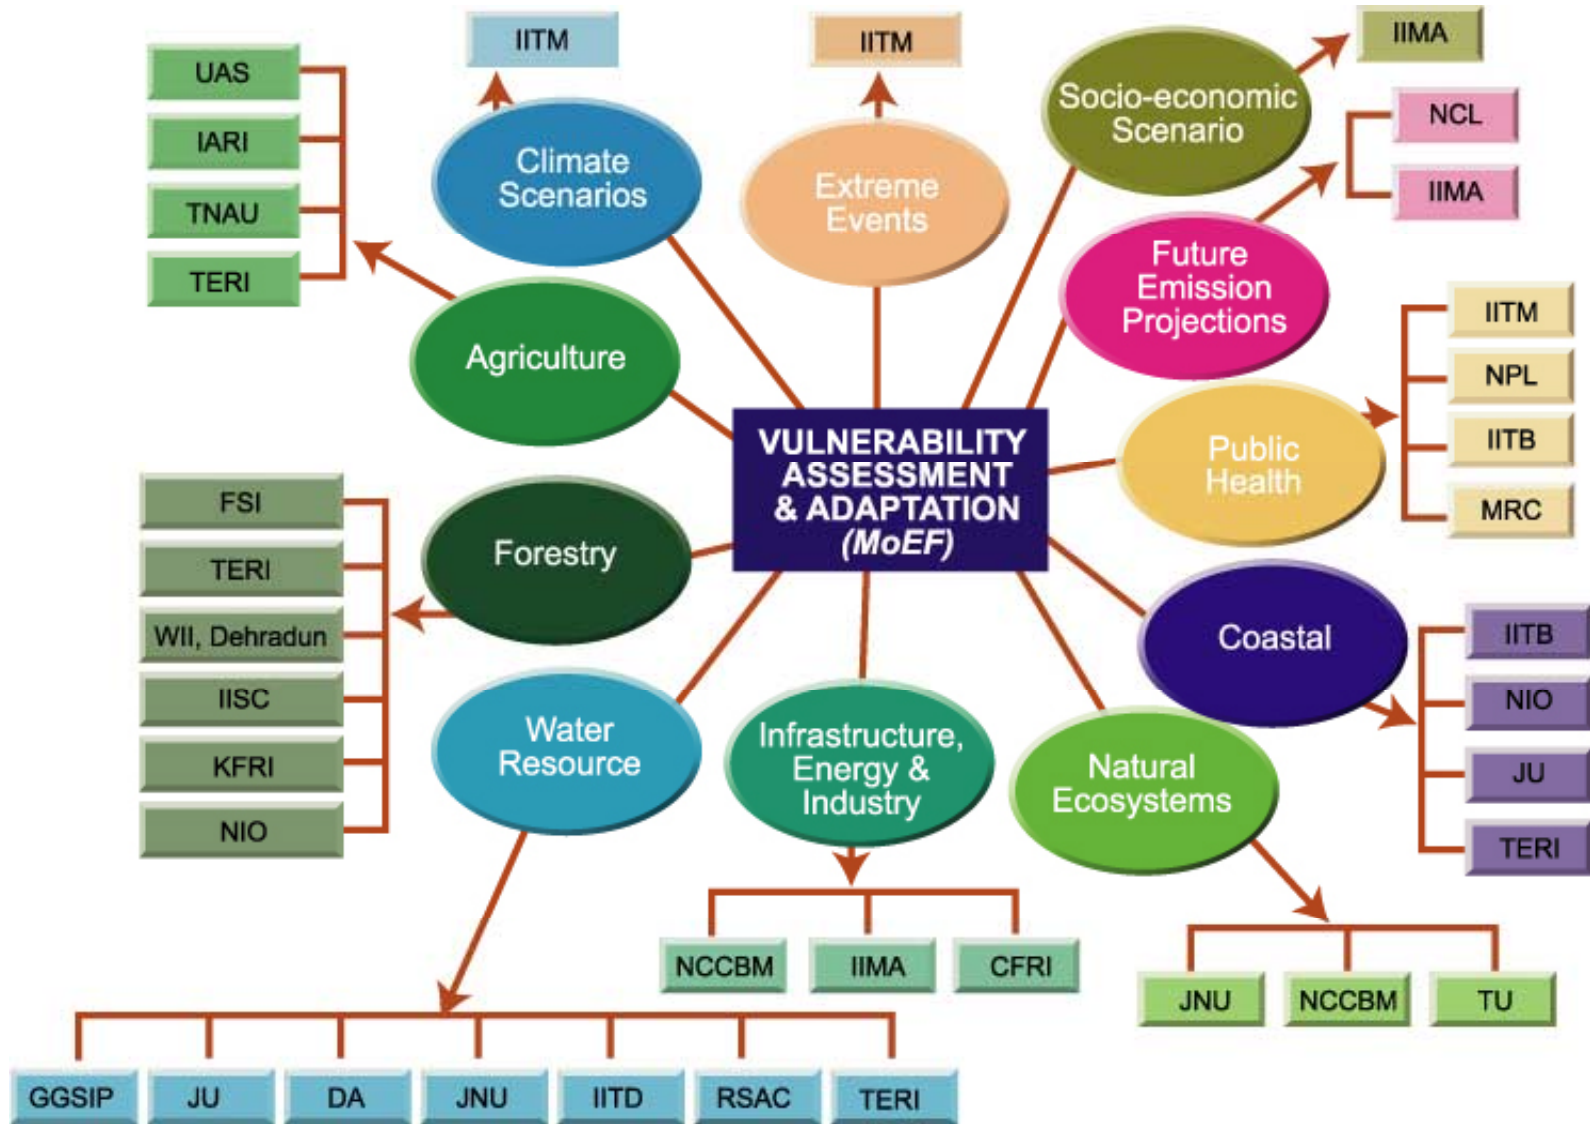 IITM
IITM
IIMA
UAS
IARI
TNAU
TERI
Climate
Scenarios
Extreme
Events
Socio-economic
Scenario
NCL
IIMA
Future
Emission
Projections
Agriculture
IITM
NPL
IITB
MRC
Public
Health
VULNERABILITY
ASSESSMENT
& ADAPTATION
(MoEF)
FSI
TERI
WII, Dehradun
IISC
KFRI
NIO
Forestry
Coastal
IITB
NIO
JU
TERI
Water
Resource
Infrastructure,
Energy &
Industry
Natural
Ecosystems
NCCBM
IIMA
CFRI
JNU
NCCBM
TU
GGSIP
JU
DA
JNU
IITD
RSAC
TERI